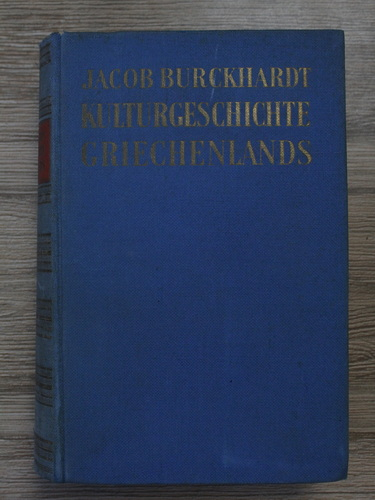 JACOB BURCKHARDT
KULTURGESCHICHTE
GRIECHENLANDS